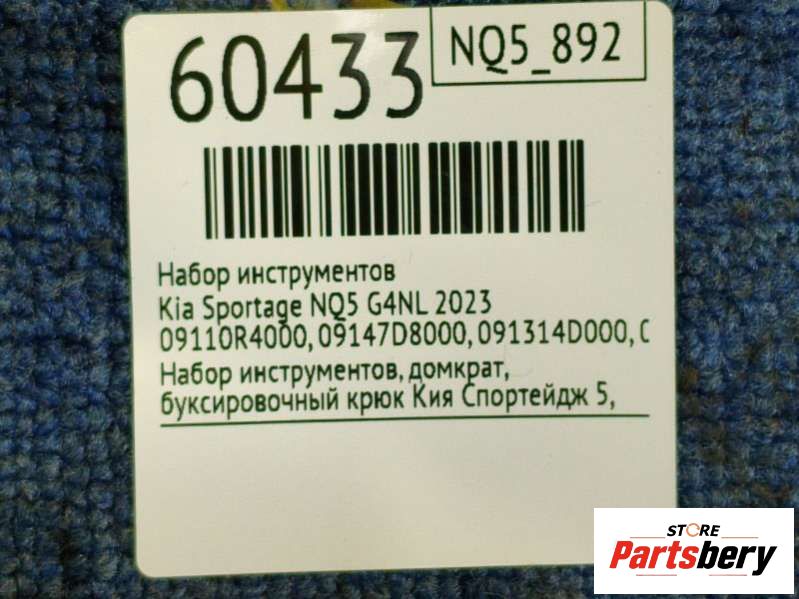 60433
NQ5_892
Набор инструментов
Kia Sportage NQ5 G4NL 2023
09110R4000, 09147D8000, 091314D000,
Набор инструментов, домкрат,
буксировочный крюк Кия Спортейдж 5,
STORE
Partsbery